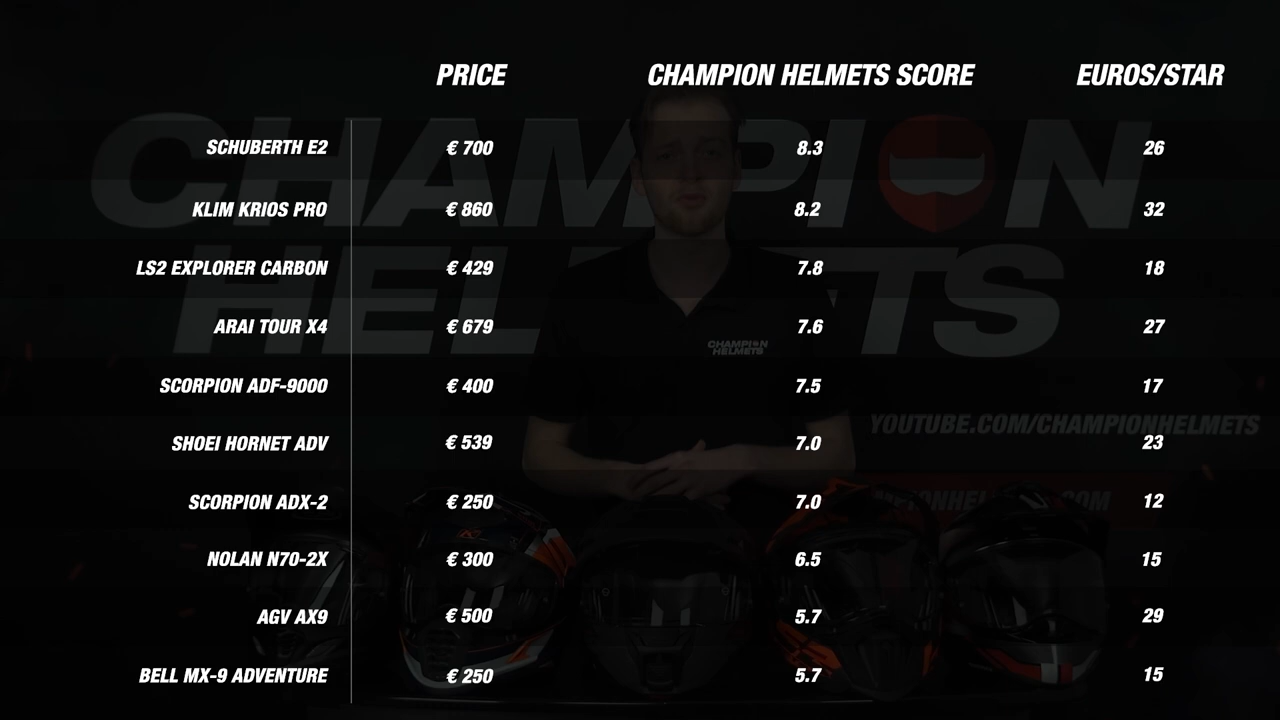 PRICE CHAMPION HELMETS SCORE EUROS/STAR
SCHUBERTH E2 € 700 8.3 26
KLIM KRIOS PRO € 860 8.2 32
LS2 EXPLORER CARBON € 429 7.8 18
ARAI TOUR X4 € 679 7.6 27
SCORPION ADF-9000 € 400 7.5 17
SHOEI HORNET ADV € 539 7.0 23
SCORPION ADX-2 € 250 7.0 12
NOLAN N70-2X € 300 6.5 15
AGV AX9 € 500 5.7 29
BELL MX-9 ADVENTURE € 250 5.7 15
CHAMPION
HELMETS
CHAMPION
HELMETS
YOUTUBE.COM/CHAMPIONHELMETS